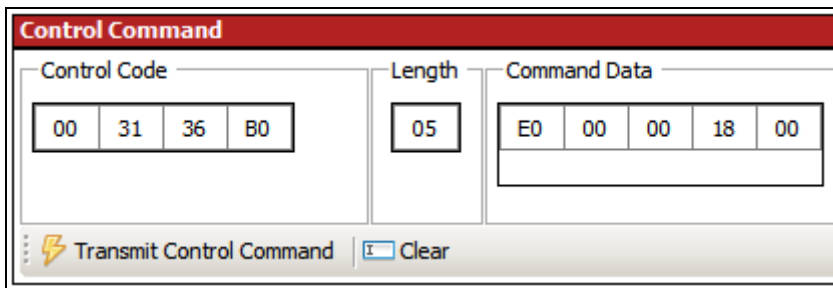 Control Command
Control Code Length Command Data
00 31 36 B0 05 E0 00 00 18 00
Transmit Control Command Clear